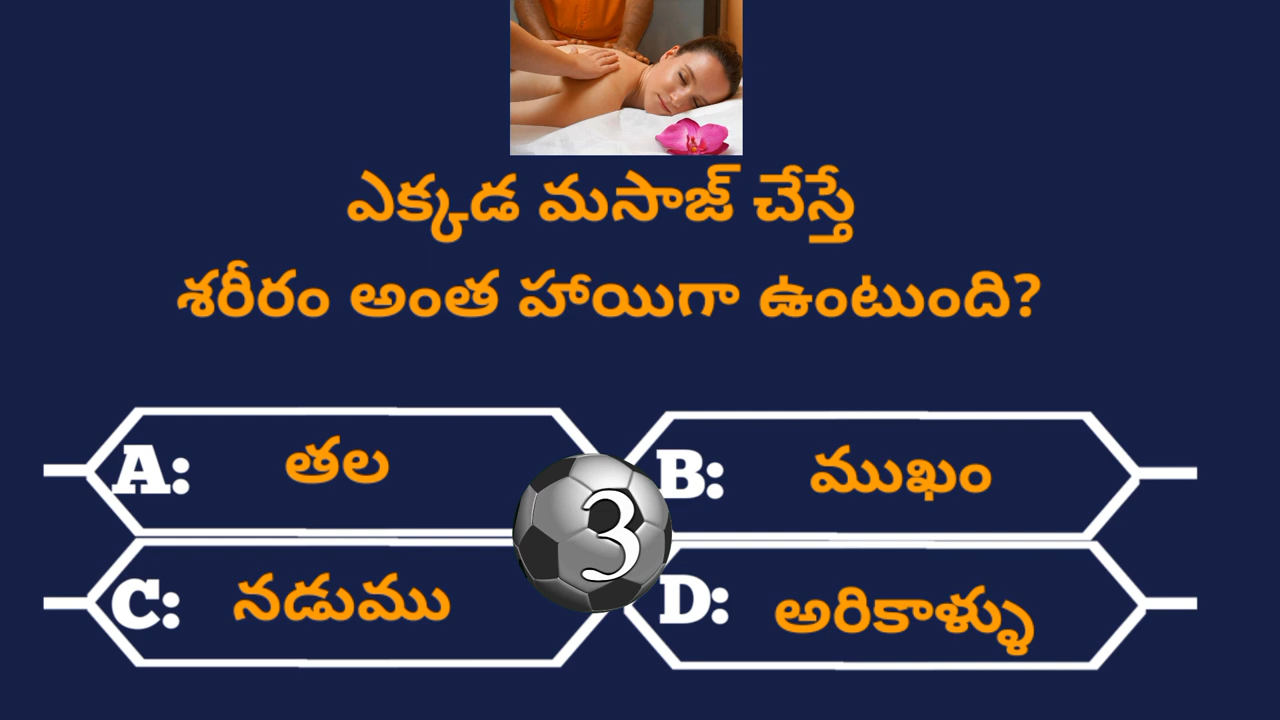 ఎక్కడ మసాజ్ చేస్తే
శరీరం అంత హాయిగా ఉంటుంది?
A: తల
B: ముఖం
3
C: నడుము
D: అరికాళ్ళు